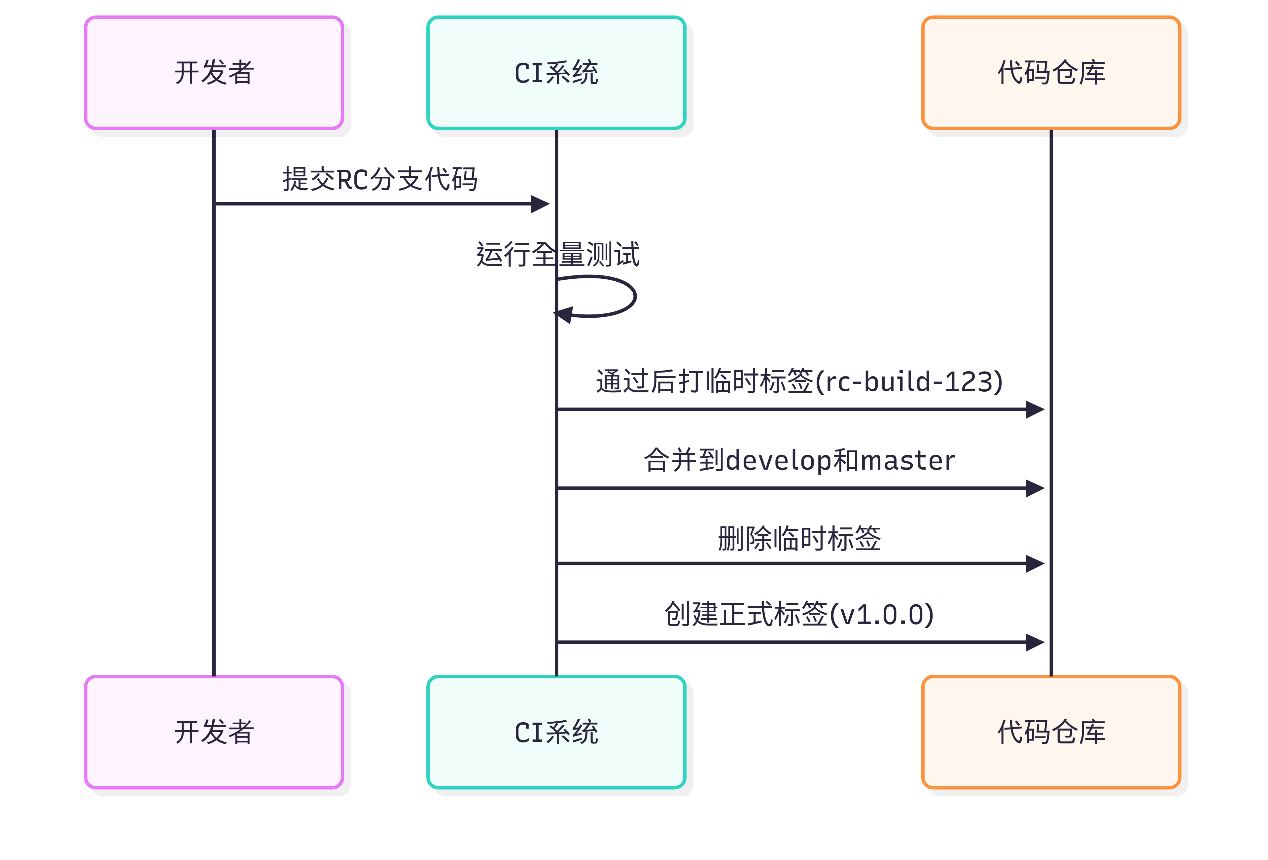 开发者
CI系统
代码仓库
提交RC分支代码
运行全量测试
通过后打临时标签(rc-build-123)
合并到develop和master
删除临时标签
创建正式标签(v1.0.0)
开发者
CI系统
代码仓库